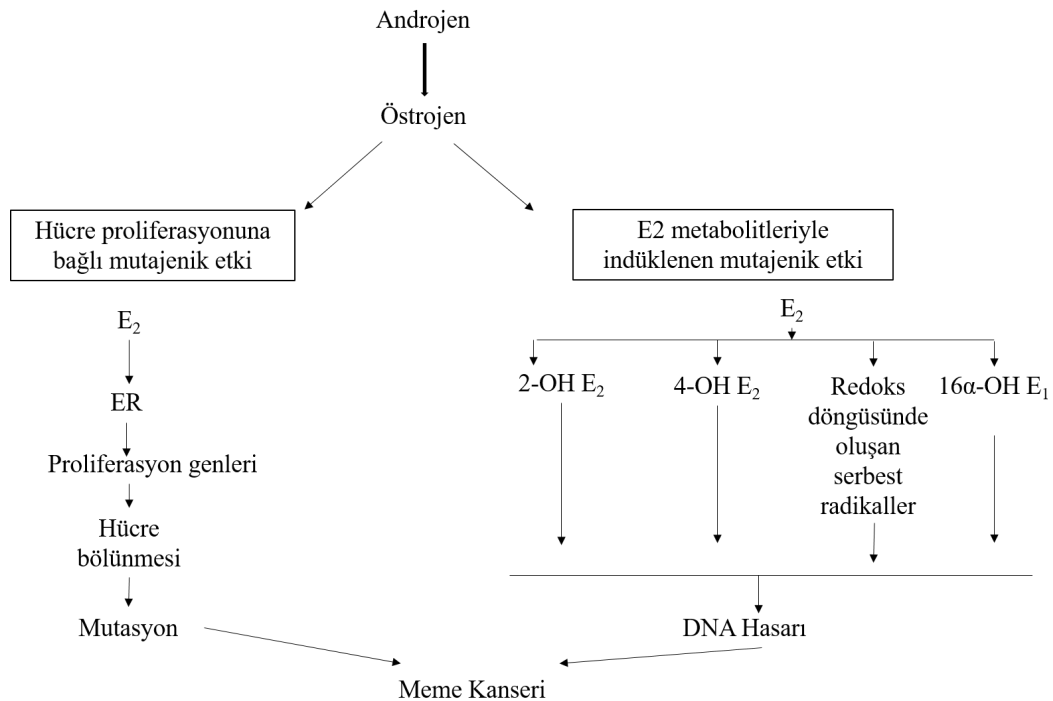 Androjen
Östrojen
Hücre proliferasyonuna
bağlı mutajenik etki
E₂
ER
Proliferasyon genleri
Hücre
bölünmesi
Mutasyon
E2 metabolitleriyle
indüklenen mutajenik etki
E₂
2-OH E₂
4-OH E₂
Redoks
döngüsünde
oluşan
serbest
radikaller
16α-OH E₁
DNA Hasarı
Meme Kanseri